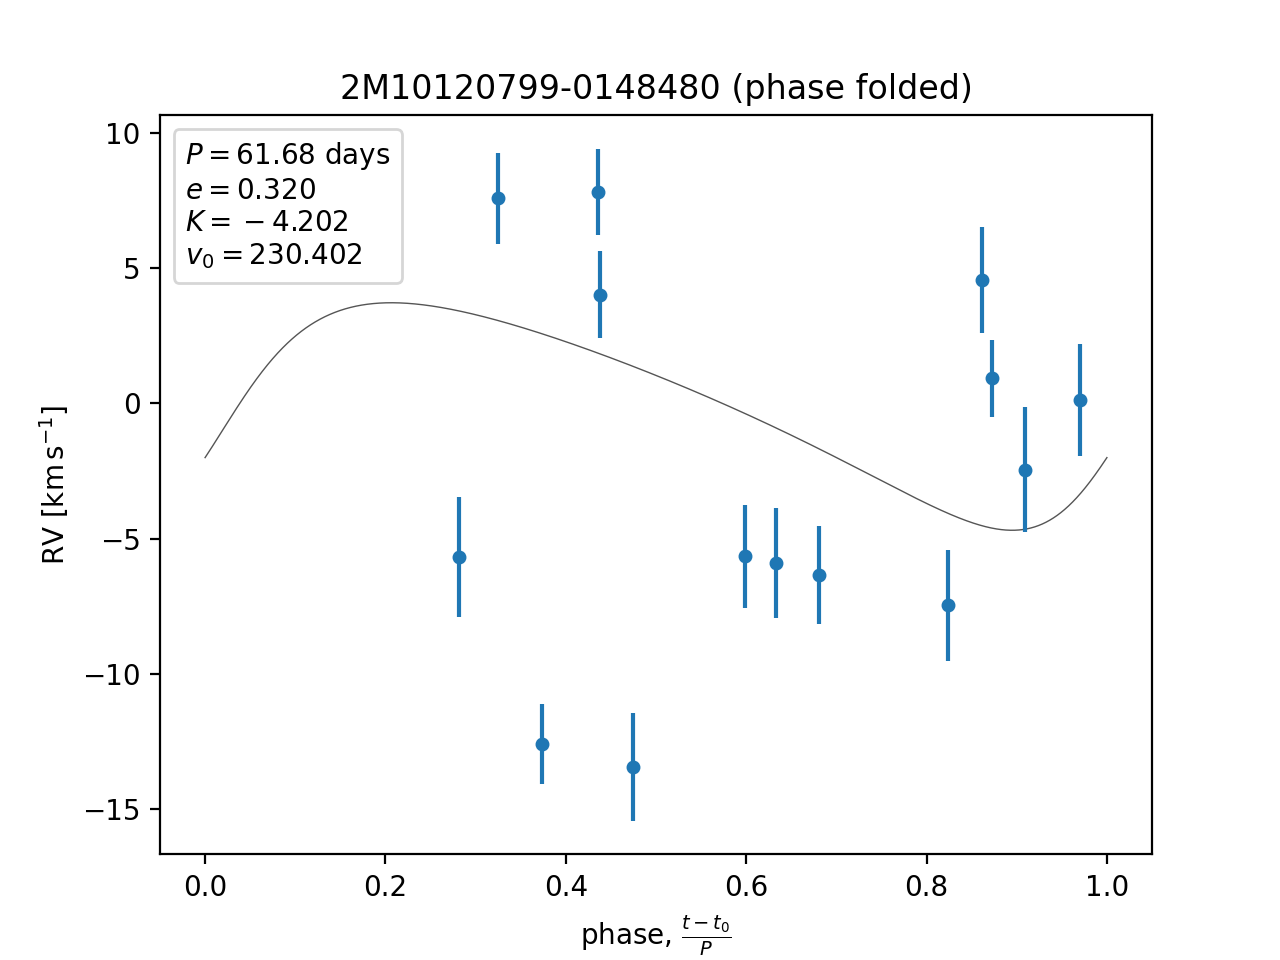 2M10120799-0148480 (phase folded)
P = 61.68 days
e = 0.320
K = −4.202
v₀ = 230.402
10
5
0
−5
−10
−15
RV [km s⁻¹]
0.0 0.2 0.4 0.6 0.8 1.0
phase, (t − t₀)/P